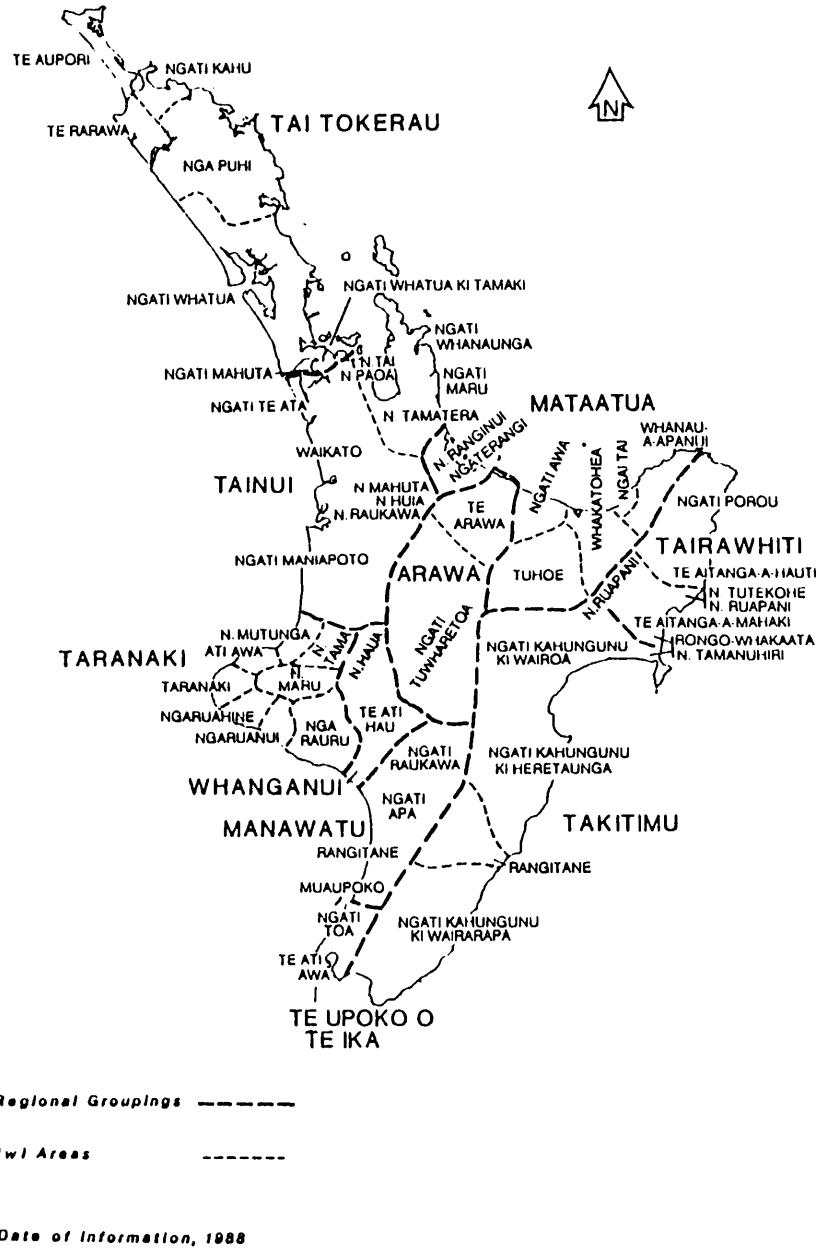 TE AUPORI
NGATI KAHU
N
TE RARAWA
TAI TOKERAU
NGA PUHI
NGATI WHATUA
NGATI WHATUA KI TAMAKI
NGATI
WHANAUNGA
NGATI MAHUTA
N TAI
N PAOA
NGATI
MARU
NGATI TE ATA
N TAMATERA
MATAATUA
WAIKATO
N. RANGINUI
NGATERANGI
NGATI AWA
WHAKATOHEA
NGAI TAI
WHANAU-
A-APANUI
TAINUI
N MAHUTA
N HUIA
N. RAUKAWA
TE
ARAWA
NGATI POROU
NGATI MANIAPOTO
ARAWA
TUHOE
N. RUAPANI
TAIRAWHITI
TE AITANGA-A-HAUTI
N TUTEKOHE
N. RUAPANI
TE AITANGA-A-MAHAKI
RONGO-WHAKAATA
N. TAMANUHIRI
N. MUTUNGA
ATI AWA
N
TAMA
N. HAUA
NGATI
TUWHARETOA
NGATI KAHUNGUNU
KI WAIROA
TARANAKI
TARANAKI
N.
MARU
NGARUAHINE
NGARUANUI
NGA
RAURU
TE ATI
HAU
NGATI
RAUKAWA
NGATI KAHUNGUNU
KI HERETAUNGA
WHANGANUI
NGATI
APA
MANAWATU
TAKITIMU
RANGITANE
RANGITANE
MUAUPOKO
NGATI
TOA
NGATI KAHUNGUNU
KI WAIRARAPA
TE ATI
AWA
TE UPOKO O
TE IKA
Regional Groupings
Iwi Areas
Date of Information, 1988